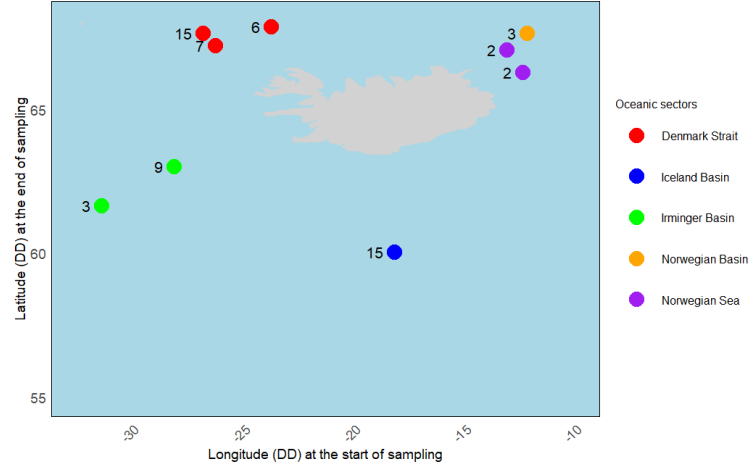 15
7
6
3
2
2
9
3
15
65
60
55
-30
-25
-20
-15
-10
Latitude (DD) at the end of sampling
Longitude (DD) at the start of sampling
Oceanic sectors
Denmark Strait
Iceland Basin
Irminger Basin
Norwegian Basin
Norwegian Sea